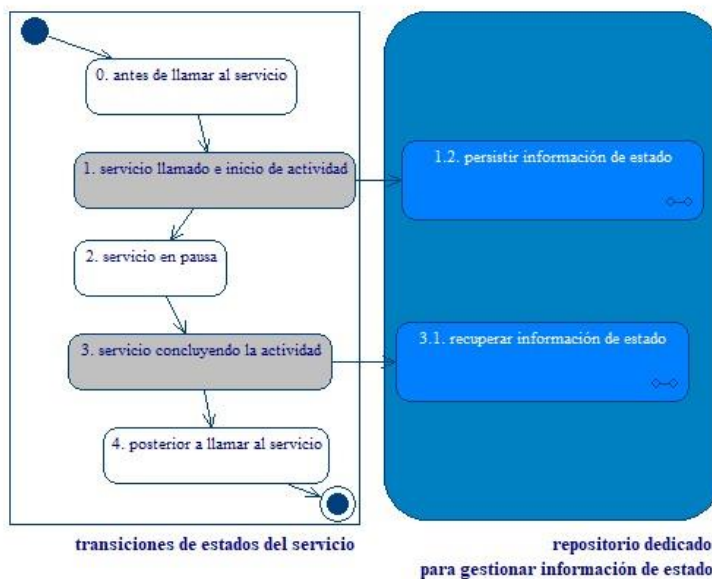 0. antes de llamar al servicio
1. servicio llamado e inicio de actividad
1.2. persistir información de estado
2. servicio en pausa
3. servicio concluyendo la actividad
3.1. recuperar información de estado
4. posterior a llamar al servicio
transiciones de estados del servicio
repositorio dedicado
para gestionar información de estado